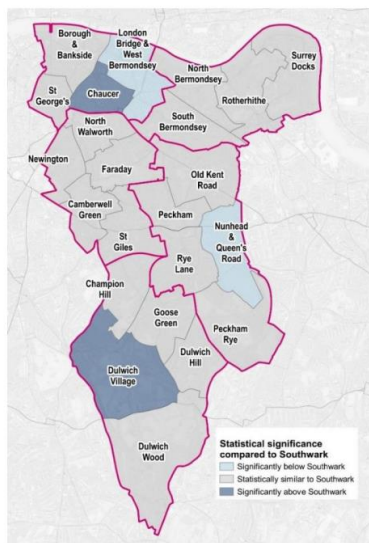 Borough
&
Bankside
London
Bridge &
West
Bermondsey
North
Bermondsey
Surrey
Docks
St
George's
Chaucer
Rotherhithe
North
Walworth
South
Bermondsey
Newington
Faraday
Old Kent
Road
Camberwell
Green
Peckham
St
Giles
Nunhead
&
Queen's
Road
Rye
Lane
Champion
Hill
Goose
Green
Peckham
Rye
Dulwich
Hill
Dulwich
Village
Dulwich
Wood
Statistical significance
compared to Southwark
Significantly below Southwark
Statistically similar to Southwark
Significantly above Southwark